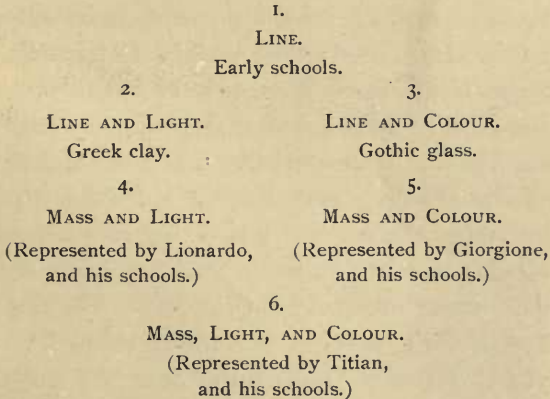 1.
LINE.
Early schools.
2.
LINE AND LIGHT.
Greek clay.
3.
LINE AND COLOUR.
Gothic glass.
4.
MASS AND LIGHT.
(Represented by Lionardo,
and his schools.)
5.
MASS AND COLOUR.
(Represented by Giorgione,
and his schools.)
6.
MASS, LIGHT, AND COLOUR.
(Represented by Titian,
and his schools.)